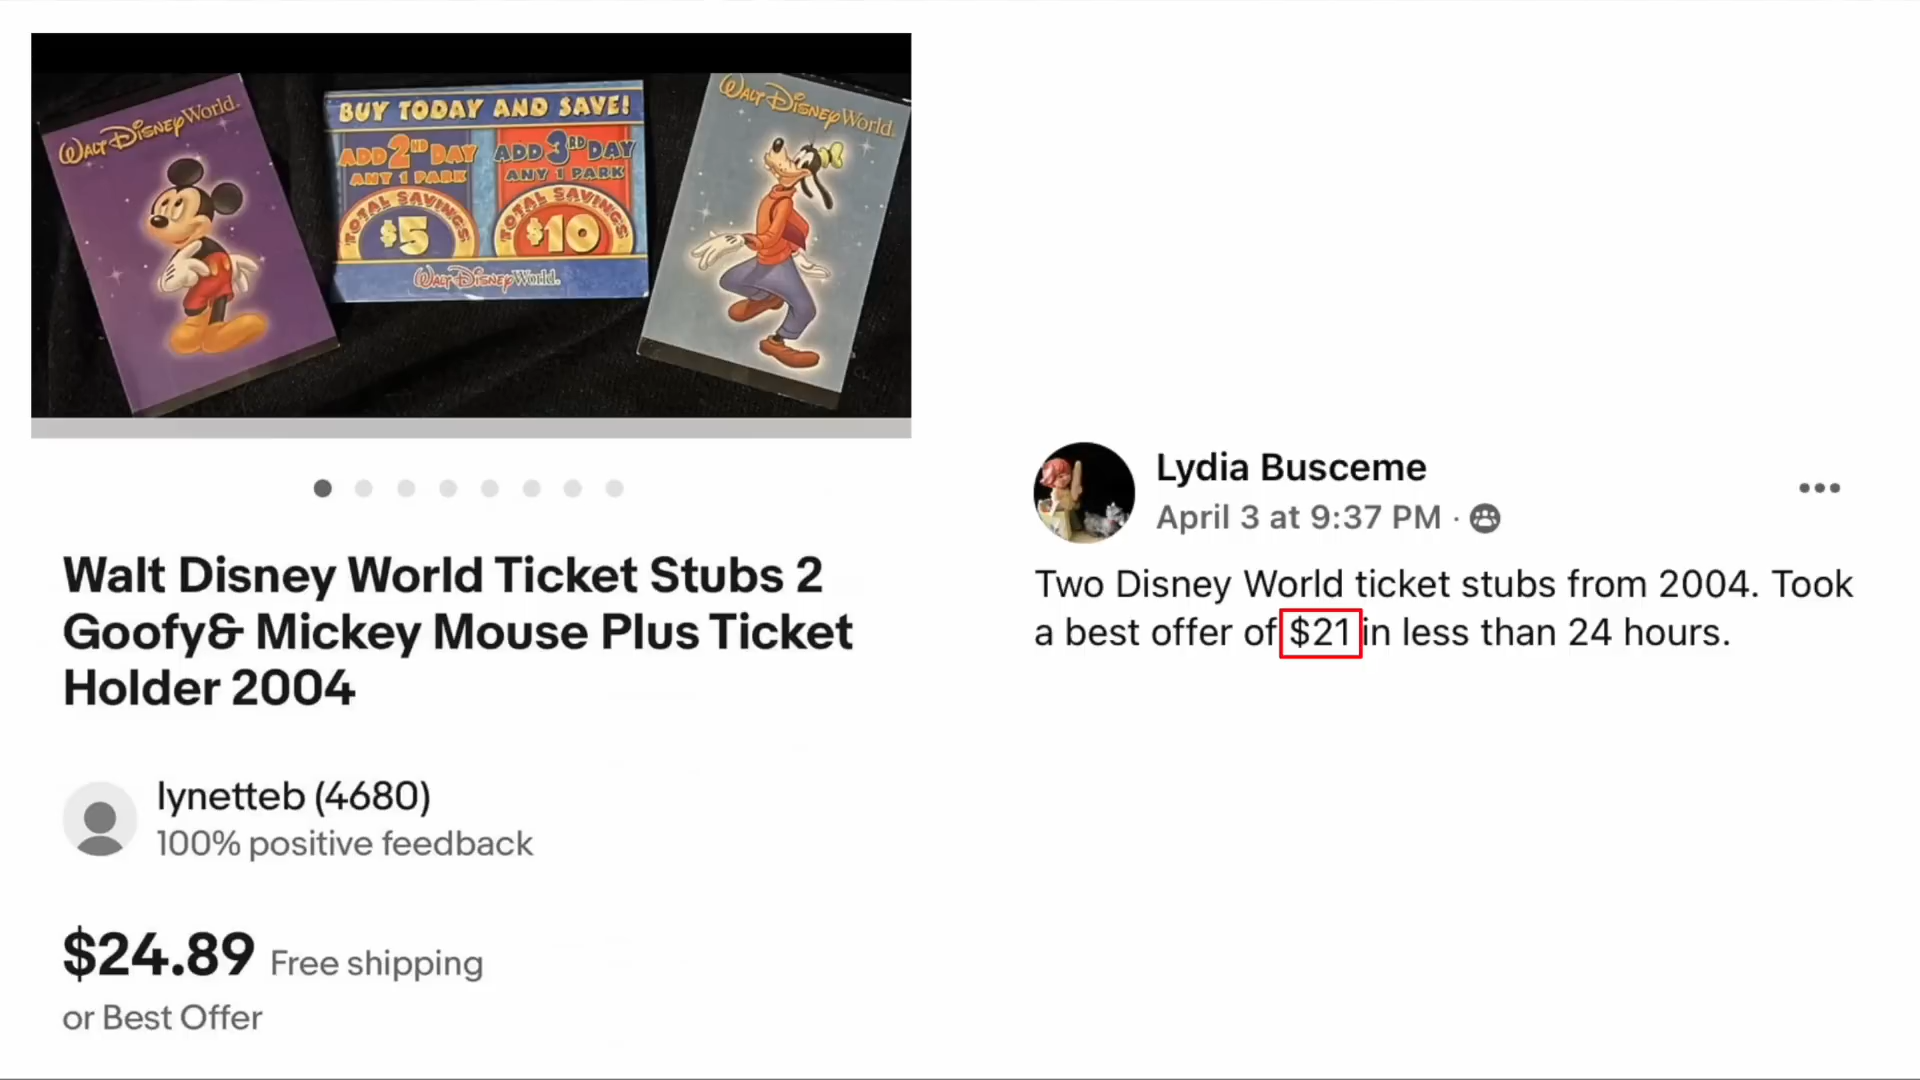 Walt Disney World.
BUY TODAY AND SAVE!
ADD 2ND DAY
ANY 1 PARK
TOTAL SAVINGS
$5
ADD 3RD DAY
ANY 1 PARK
TOTAL SAVINGS
$10
Walt Disney World.
Walt Disney World.
Walt Disney World Ticket Stubs 2
Goofy& Mickey Mouse Plus Ticket
Holder 2004
lynetteb (4680)
100% positive feedback
$24.89 Free shipping
or Best Offer
Lydia Busceme
April 3 at 9:37 PM ·
Two Disney World ticket stubs from 2004. Took
a best offer of $21 in less than 24 hours.